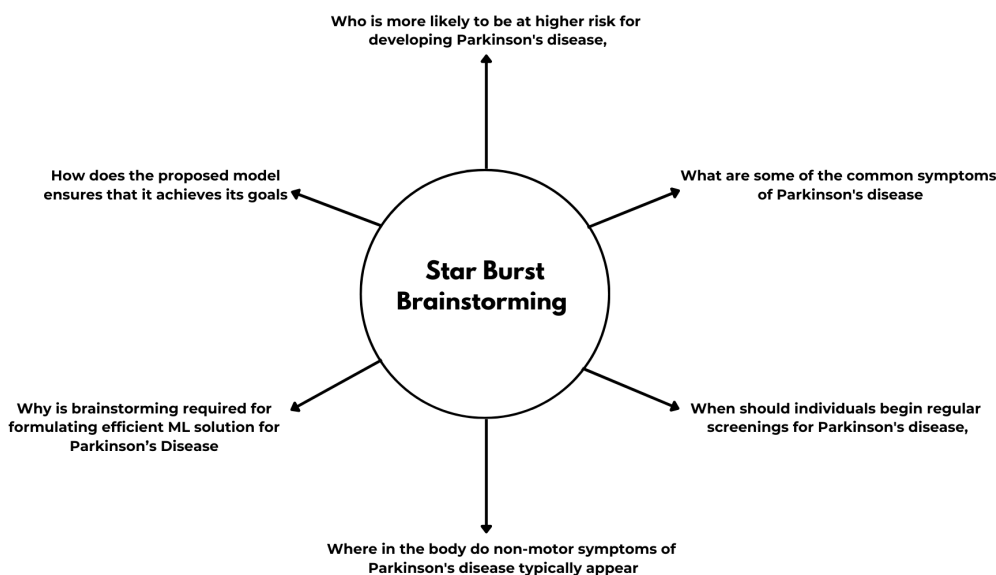 Who is more likely to be at higher risk for
developing Parkinson's disease,
How does the proposed model
ensures that it achieves its goals
What are some of the common symptoms
of Parkinson's disease
Star Burst
Brainstorming
Why is brainstorming required for
formulating efficient ML solution for
Parkinson’s Disease
When should individuals begin regular
screenings for Parkinson's disease,
Where in the body do non-motor symptoms of
Parkinson's disease typically appear